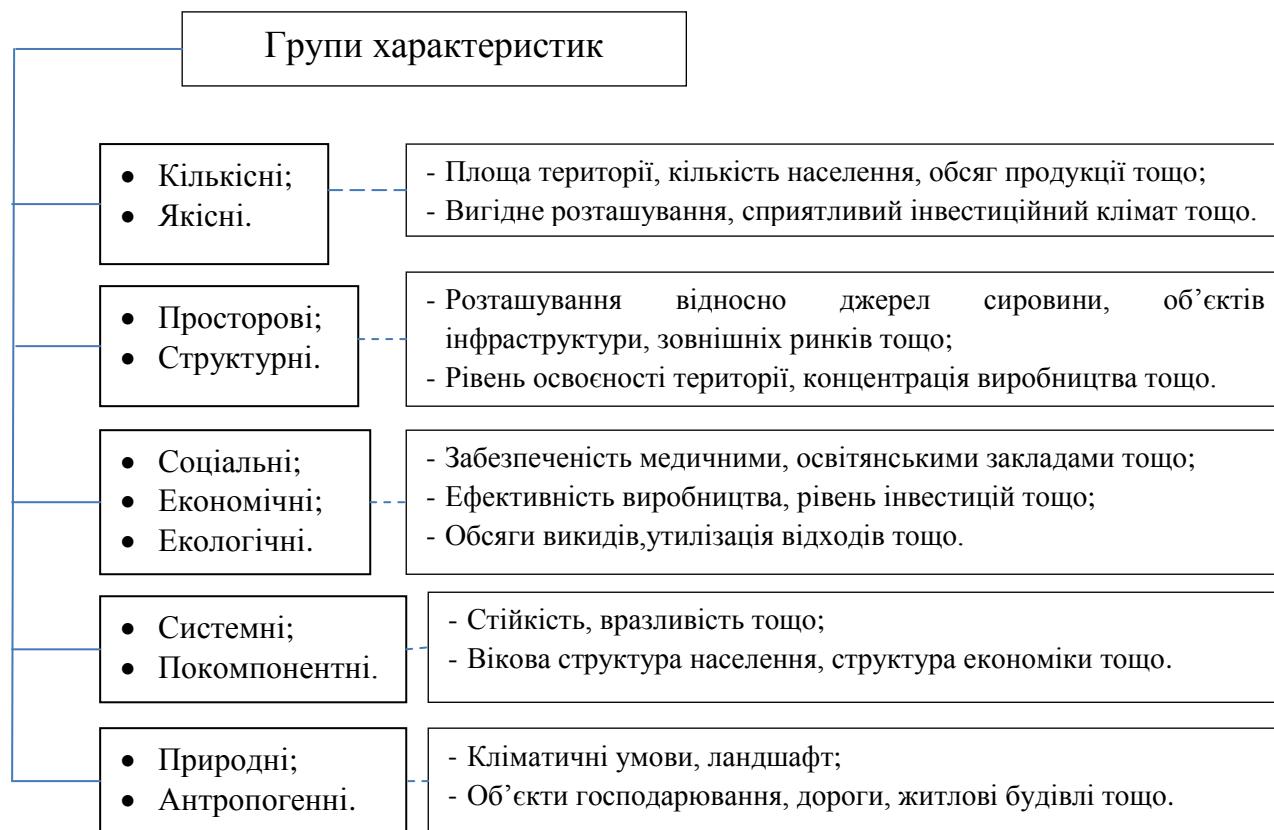 Групи характеристик
• Кількісні;
• Якісні.
- Площа території, кількість населення, обсяг продукції тощо;
- Вигідне розташування, сприятливий інвестиційний клімат тощо.
• Просторові;
• Структурні.
- Розташування відносно джерел сировини, об’єктів
інфраструктури, зовнішніх ринків тощо;
- Рівень освоєності території, концентрація виробництва тощо.
• Соціальні;
• Економічні;
• Екологічні.
- Забезпеченість медичними, освітянськими закладами тощо;
- Ефективність виробництва, рівень інвестицій тощо;
- Обсяги викидів,утилізація відходів тощо.
• Системні;
• Покомпонентні.
- Стійкість, вразливість тощо;
- Вікова структура населення, структура економіки тощо.
• Природні;
• Антропогенні.
- Кліматичні умови, ландшафт;
- Об’єкти господарювання, дороги, житлові будівлі тощо.